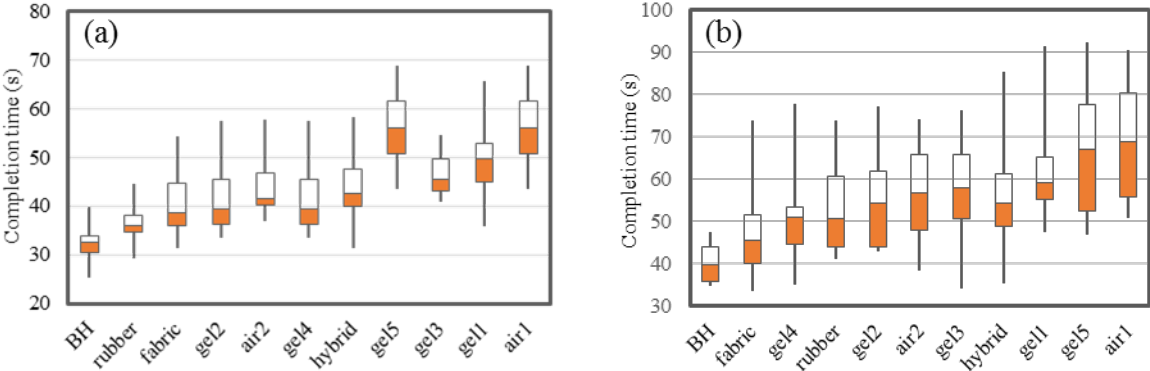 (a)
Completion time (s)
80
70
60
50
40
30
20
BH
rubber
fabric
gel2
air2
gel4
hybrid
gel5
gel3
gel1
air1
(b)
Completion time (s)
100
90
80
70
60
50
40
30
BH
fabric
gel4
rubber
gel2
air2
gel3
hybrid
gel1
gel5
air1